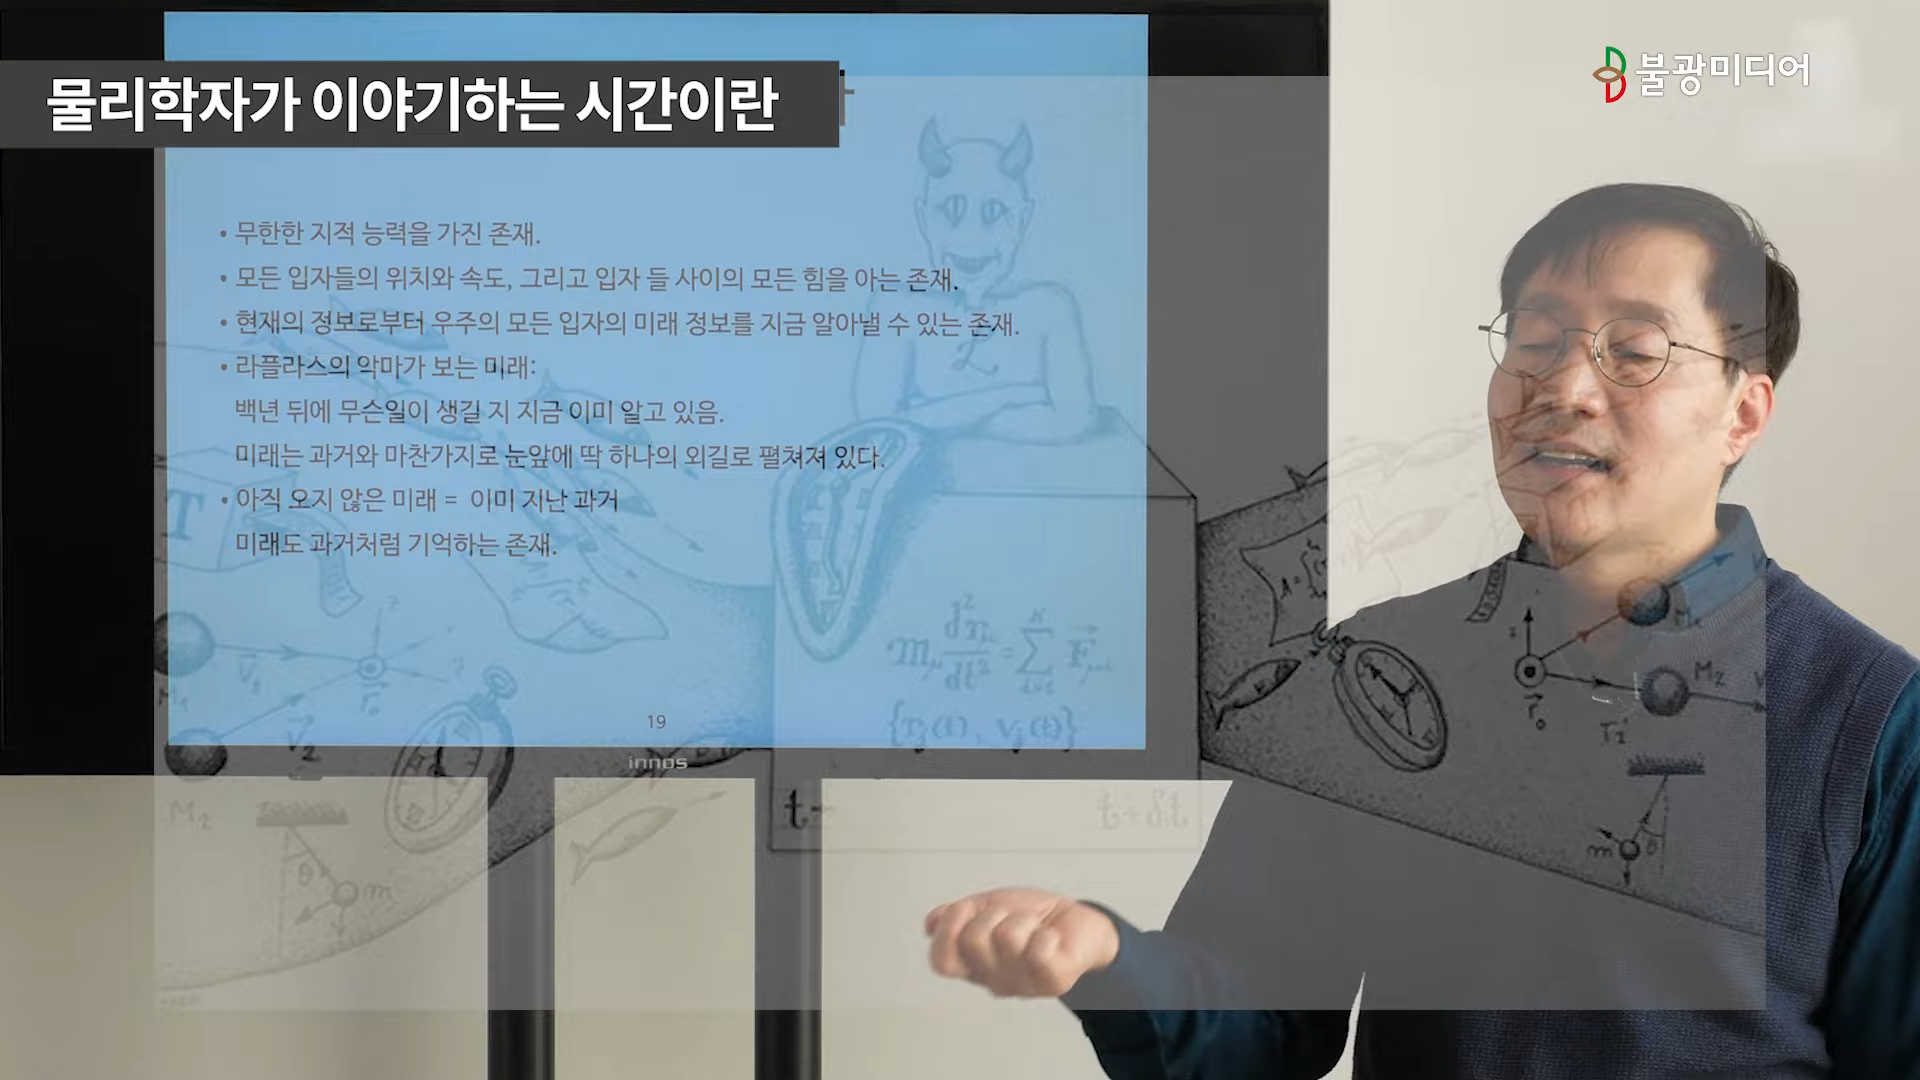 물리학자가 이야기하는 시간이란
불광미디어
• 무한한 지적 능력을 가진 존재.
• 모든 입자들의 위치와 속도, 그리고 입자 들 사이의 모든 힘을 아는 존재.
• 현재의 정보로부터 우주의 모든 입자의 미래 정보를 지금 알아낼 수 있는 존재.
• 라플라스의 악마가 보는 미래:
백년 뒤에 무슨일이 생길 지 지금 이미 알고 있음.
미래는 과거와 마찬가지로 눈앞에 딱 하나의 외길로 펼쳐져 있다.
• 아직 오지 않은 미래 = 이미 지난 과거
미래도 과거처럼 기억하는 존재.
T
M₁
V₁
r₀
V₂
M₂
θ
m
19
innos
t
t+δt
M₂
r₀
m
θ